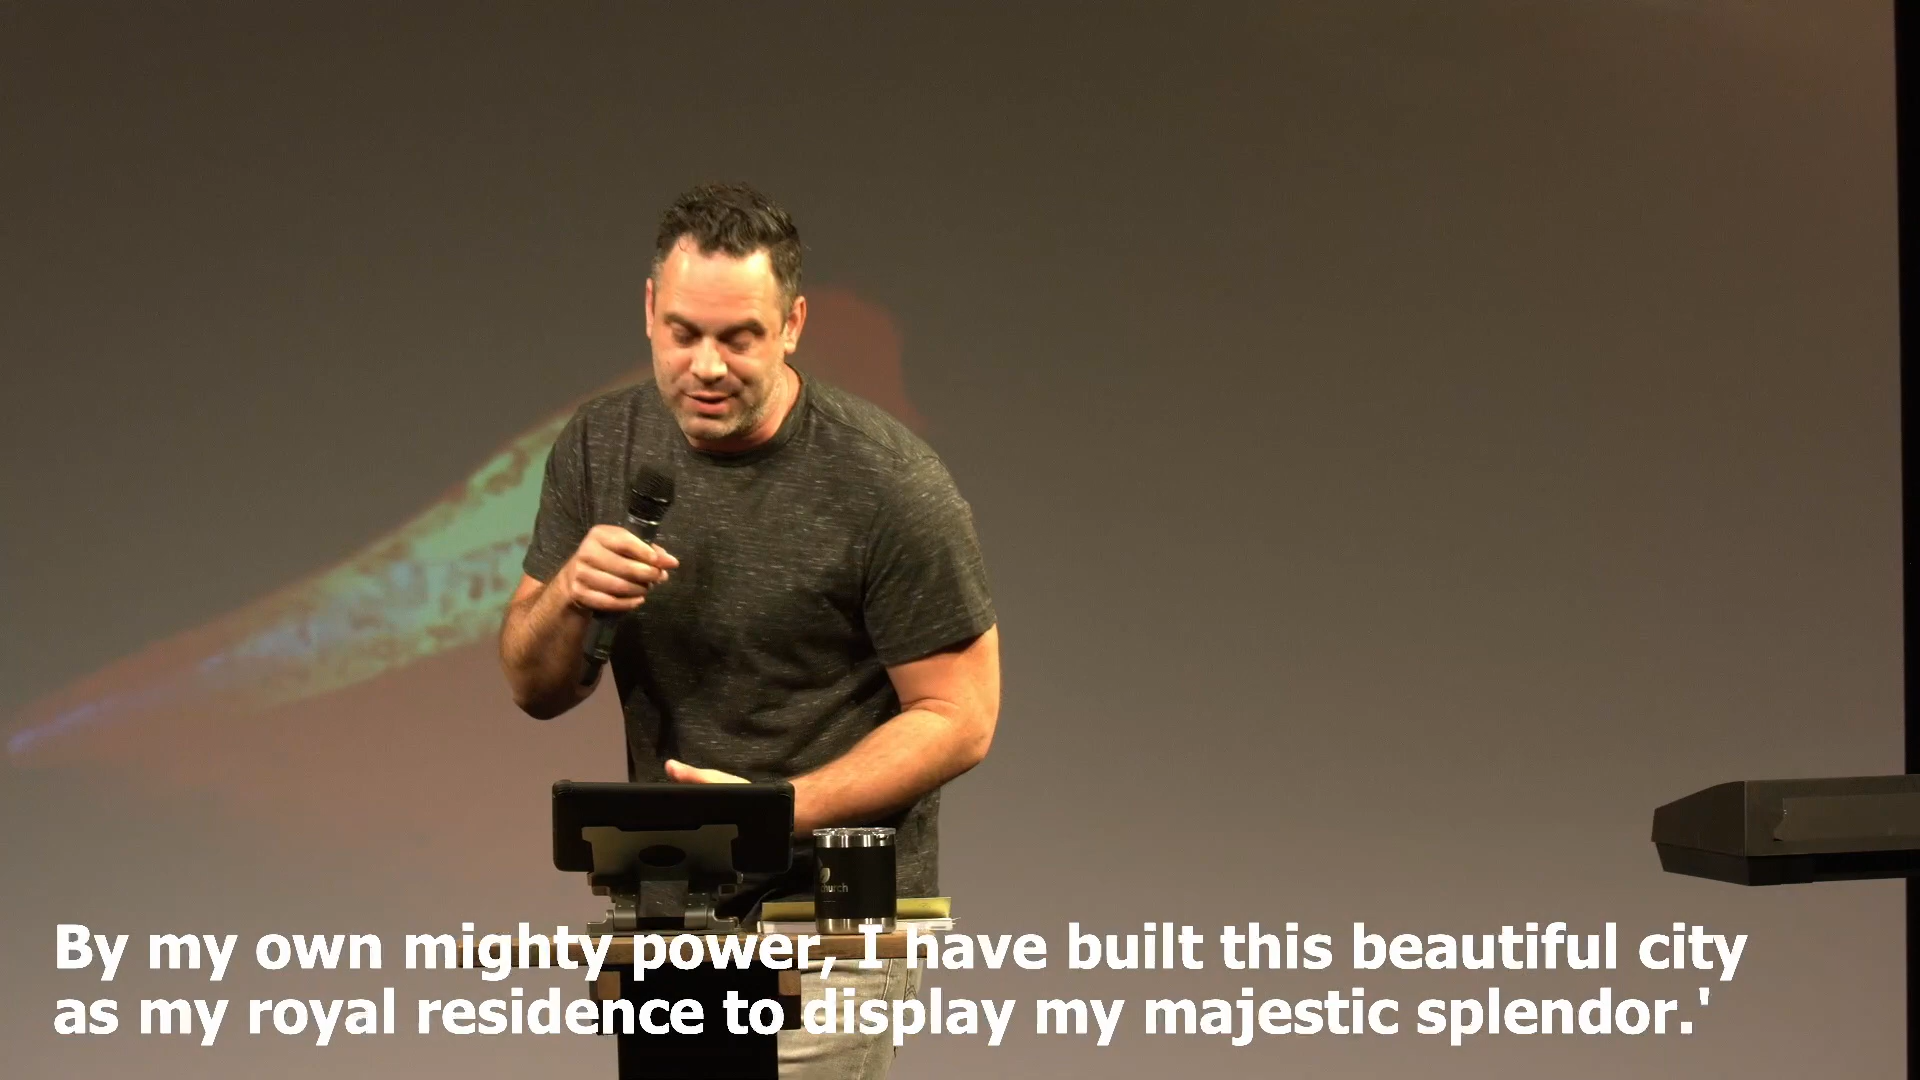 church
By my own mighty power, I have built this beautiful city
as my royal residence to display my majestic splendor.'